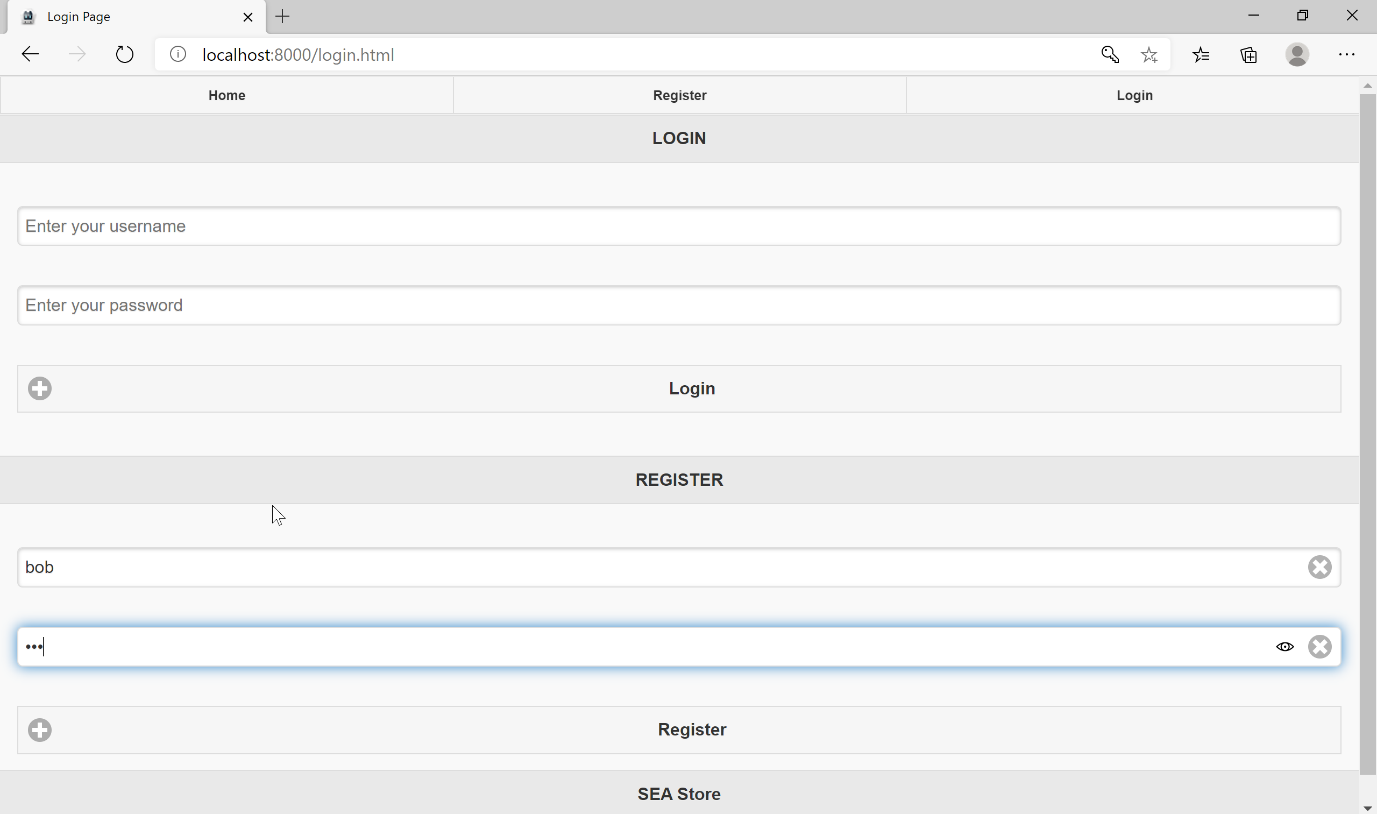 Login Page
localhost:8000/login.html
Home Register Login
LOGIN
Enter your username
Enter your password
Login
REGISTER
bob
•••
Register
SEA Store